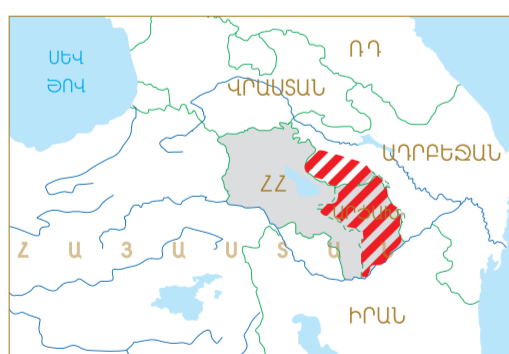 ՍԵՎ
ԾՈՎ
ՌԴ
ՎՐԱՍՏԱՆ
ԱԴՐԲԵՋԱՆ
ՀՀ
ԱՐՑԱԽ
Հ Ա Յ Ա Ս Տ Ա Ն
ԻՐԱՆ